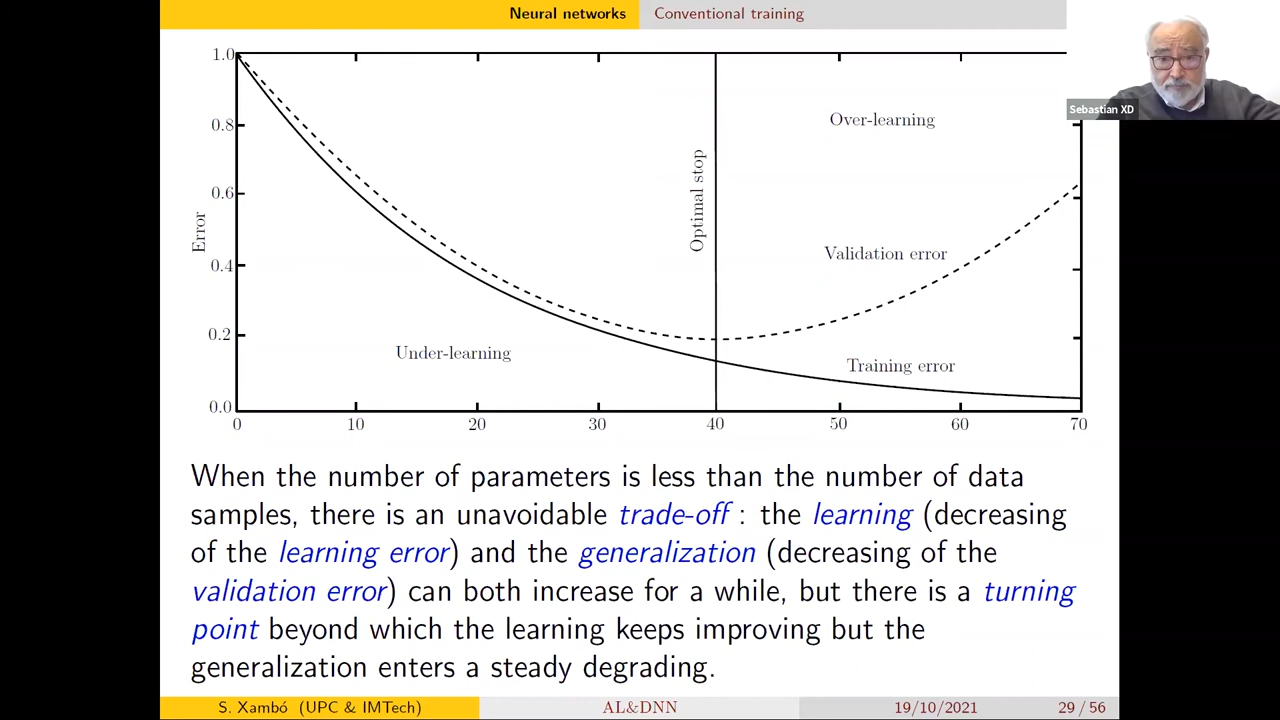 Neural networks
Conventional training
Sebastian XD
1.0
0.8
0.6
0.4
0.2
0.0
Error
Optimal stop
Over-learning
Validation error
Under-learning
Training error
0 10 20 30 40 50 60 70
When the number of parameters is less than the number of data
samples, there is an unavoidable trade-off : the learning (decreasing
of the learning error) and the generalization (decreasing of the
validation error) can both increase for a while, but there is a turning
point beyond which the learning keeps improving but the
generalization enters a steady degrading.
S. Xambó (UPC & IMTech)
AL&DNN
19/10/2021
29 / 56